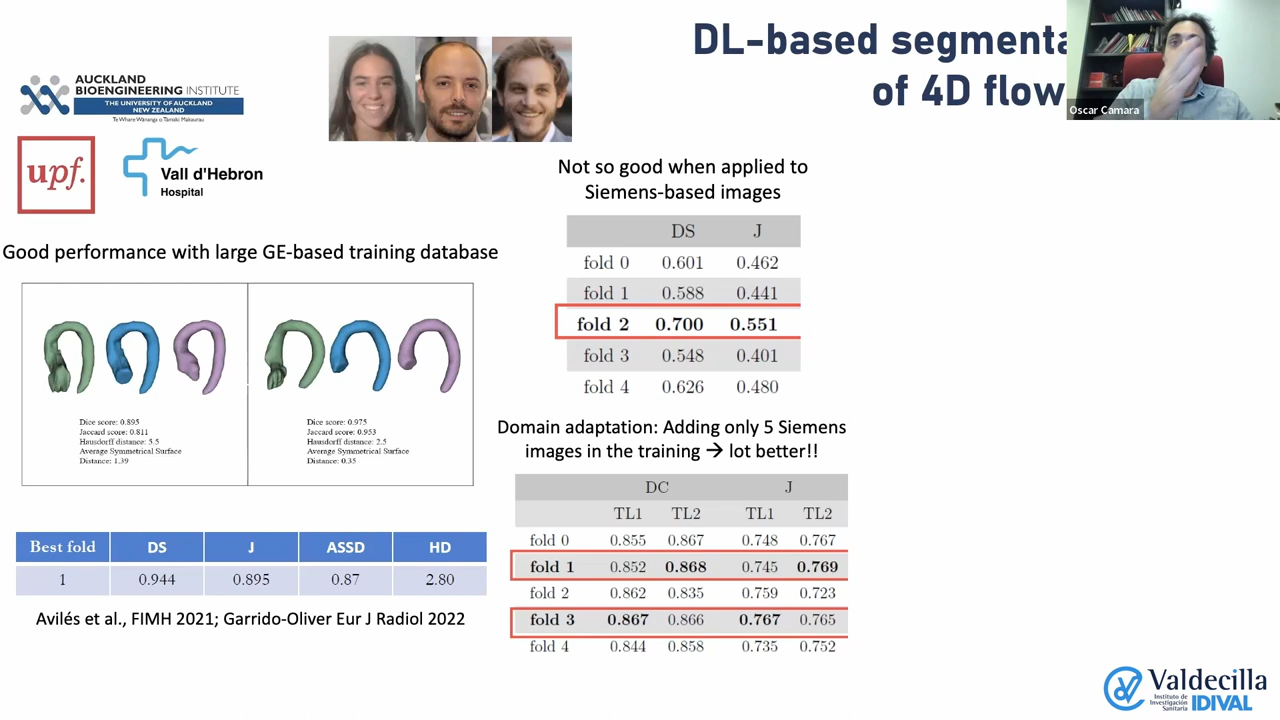 DL-based segmenta
of 4D flow
Oscar Camara
AUCKLAND
BIOENGINEERING INSTITUTE
THE UNIVERSITY OF AUCKLAND
NEW ZEALAND
Te Whare Wānanga o Tāmaki Makaurau
upf.
Vall d'Hebron
Hospital
Good performance with large GE-based training database
Dice score: 0.895
Jaccard score: 0.811
Hausdorff distance: 5.5
Average Symmetrical Surface
Distance: 1.39
Dice score: 0.975
Jaccard score: 0.953
Hausdorff distance: 2.5
Average Symmetrical Surface
Distance: 0.35
Best fold DS J ASSD HD
1 0.944 0.895 0.87 2.80
Avilés et al., FIMH 2021; Garrido-Oliver Eur J Radiol 2022
Not so good when applied to
Siemens-based images
DS J
fold 0 0.601 0.462
fold 1 0.588 0.441
fold 2 0.700 0.551
fold 3 0.548 0.401
fold 4 0.626 0.480
Domain adaptation: Adding only 5 Siemens
images in the training → lot better!!
DC J
TL1 TL2 TL1 TL2
fold 0 0.855 0.867 0.748 0.767
fold 1 0.852 0.868 0.745 0.769
fold 2 0.862 0.835 0.759 0.723
fold 3 0.867 0.866 0.767 0.765
fold 4 0.844 0.858 0.735 0.752
Valdecilla
Instituto de
Investigación
Sanitaria
IDIVAL